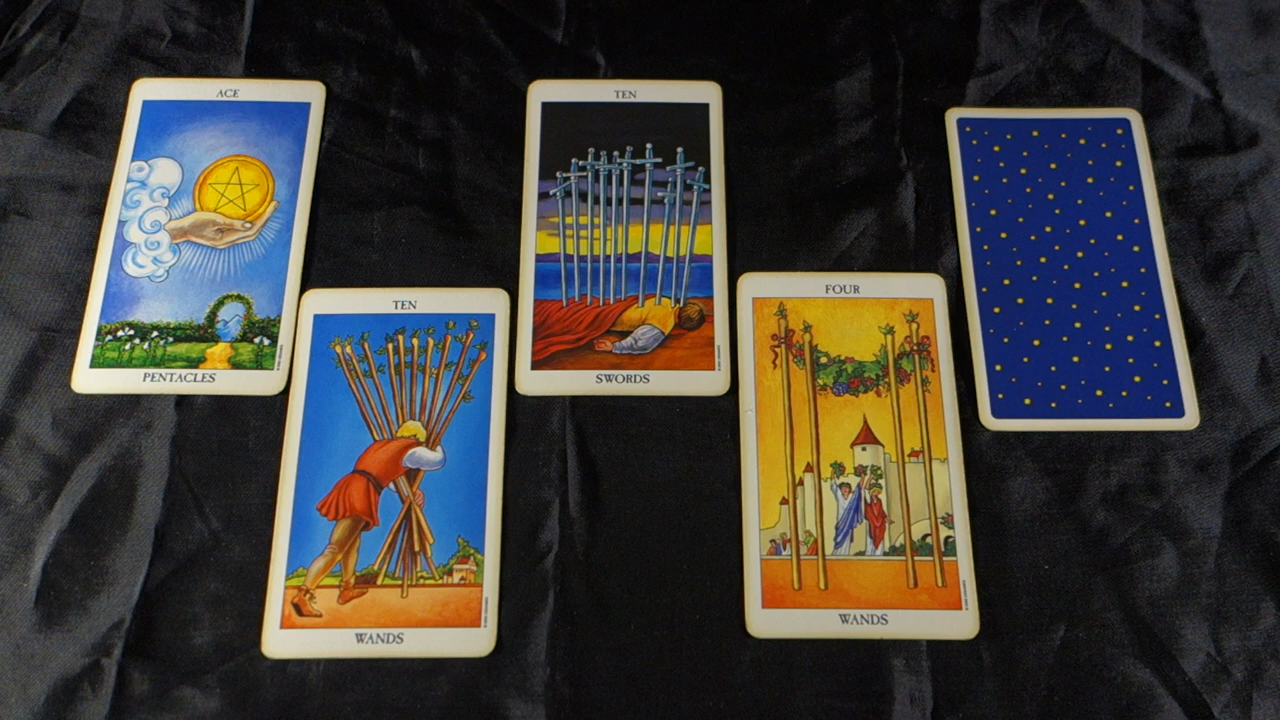 ACE
PENTACLES
TEN
WANDS
TEN
SWORDS
FOUR
WANDS